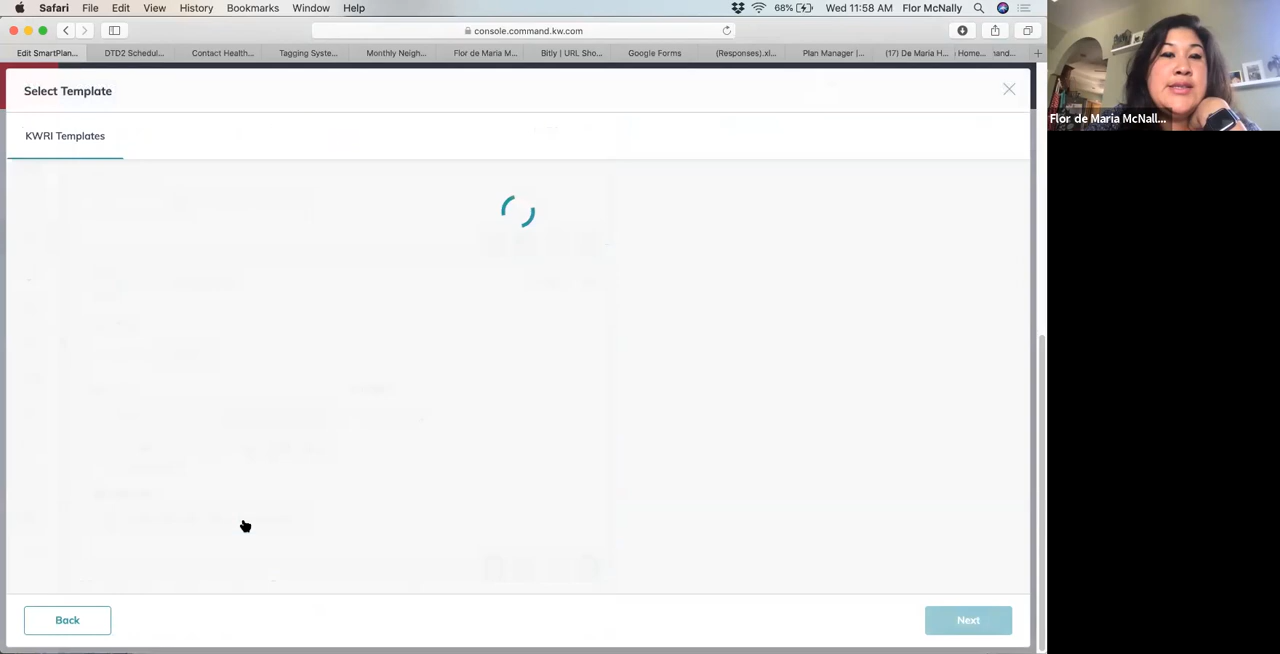 Safari File Edit View History Bookmarks Window Help 68% Wed 11:58 AM Flor McNally
console.command.kw.com
Edit SmartPlan... DTD2 Schedul... Contact Health... Tagging Syste... Monthly Neigh... Flor de Maria M... Bitly | URL Sho... Google Forms (Responses).xl... Plan Manager |... (17) De Maria H... Home... mand...
Select Template
KWRI Templates
Flor de Maria McNall...
Back Next